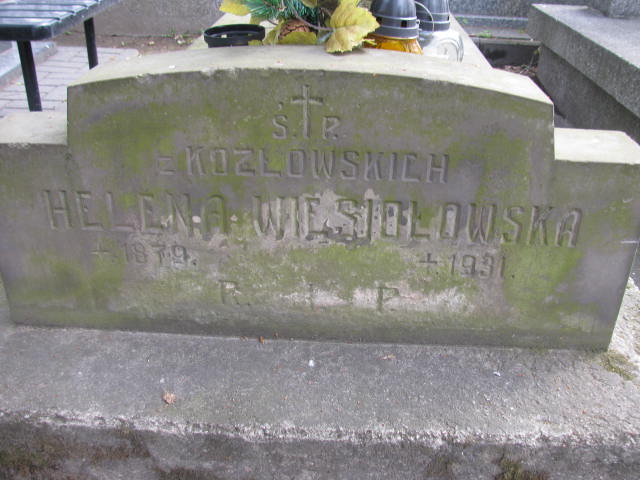 Ś.†P.
z KOZŁOWSKICH
HELENA WIESIOŁOWSKA
+.1879. +.1931.
R. I. P.